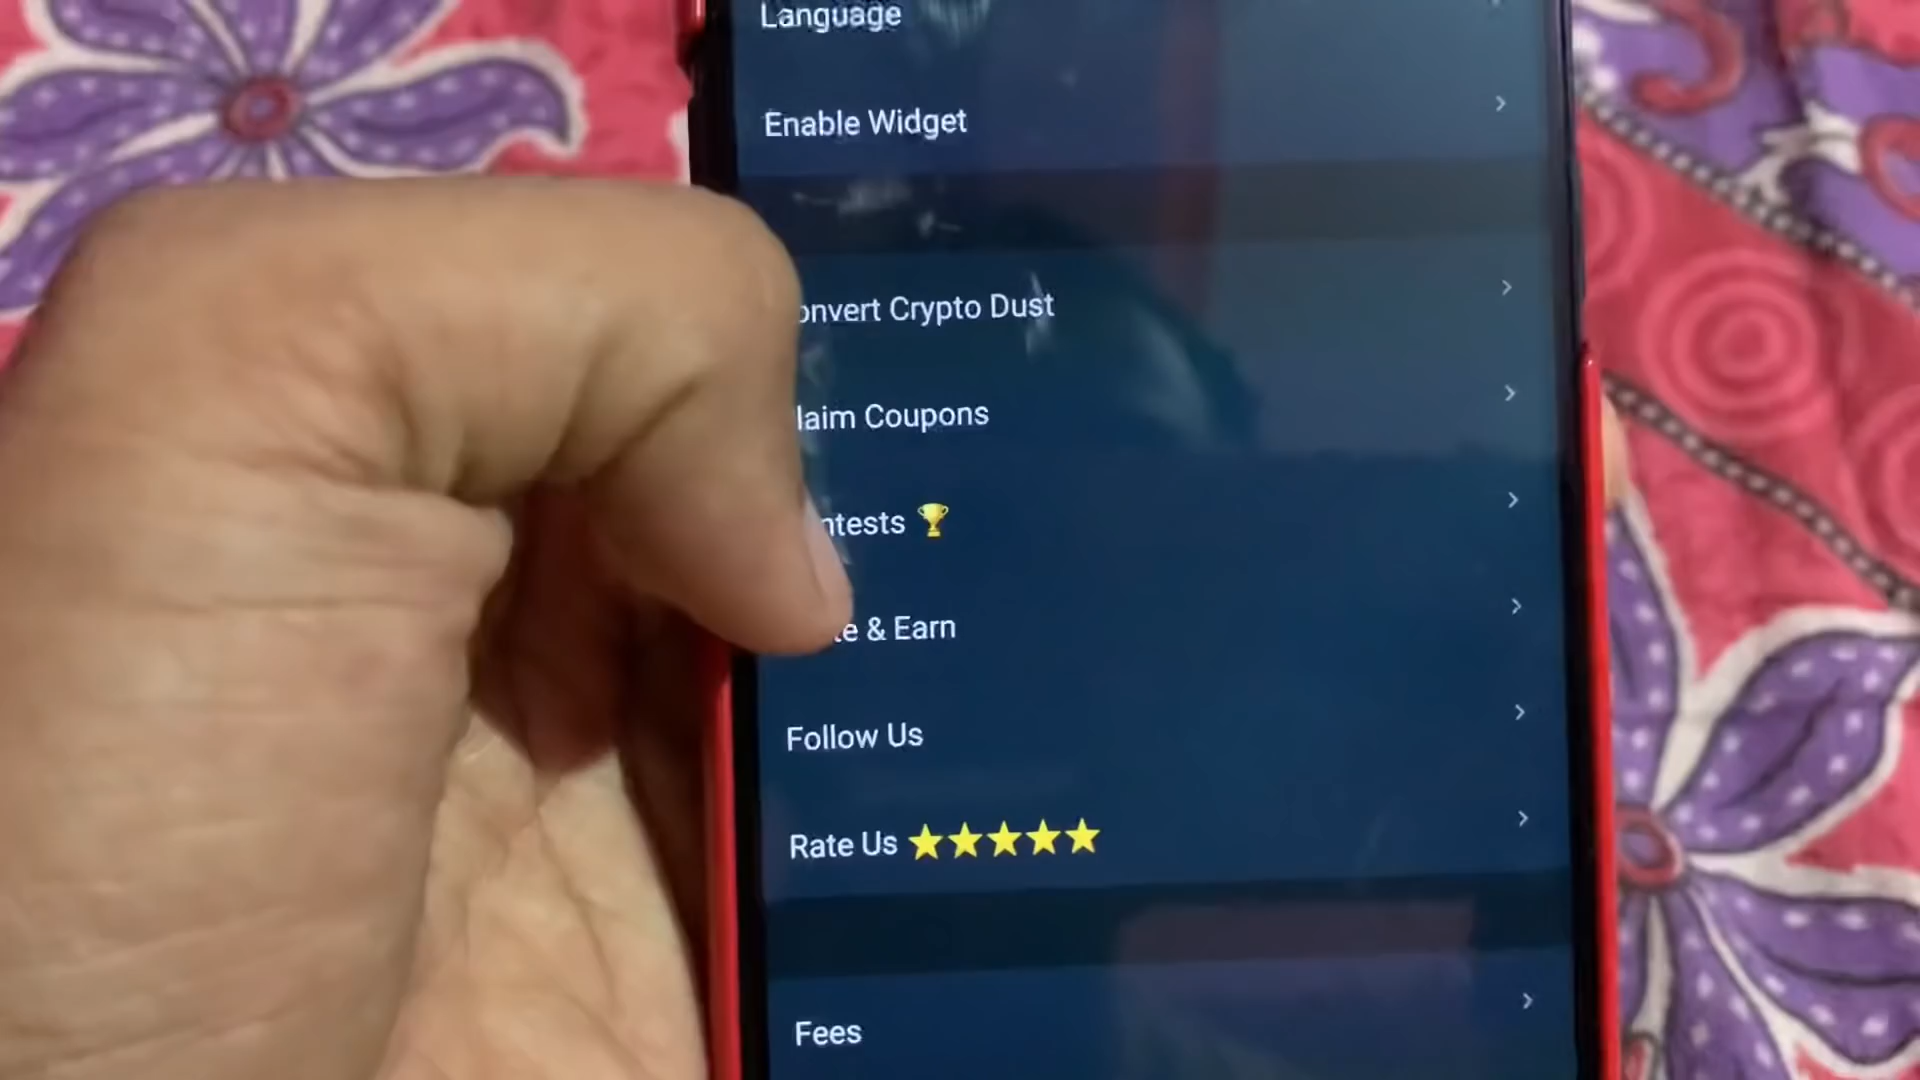 Language
Enable Widget
onvert Crypto Dust
laim Coupons
ntests 🏆
te & Earn
Follow Us
Rate Us ★★★★★
Fees